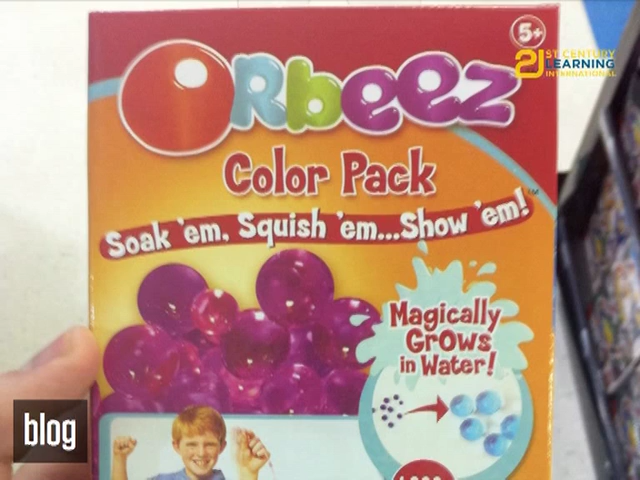 5+
21ST CENTURY
LEARNING
INTERNATIONAL
Orbeez
Color Pack
Soak 'em, Squish 'em...Show 'em!™
Magically
Grows
in Water!
blog